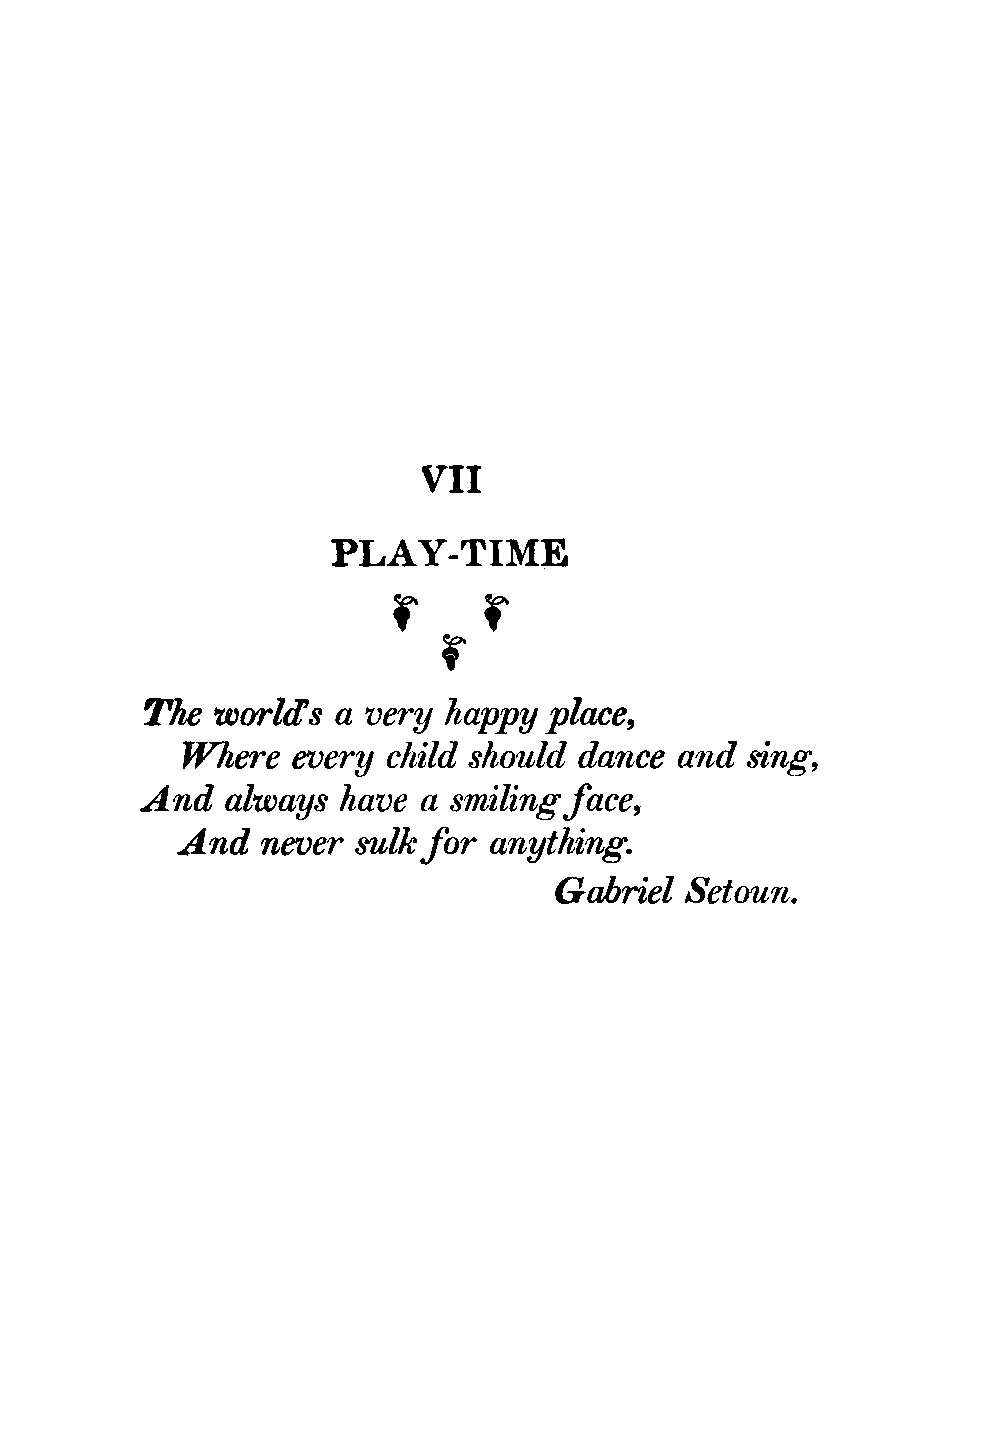 VII
PLAY-TIME
The world's a very happy place,
Where every child should dance and sing,
And always have a smiling face,
And never sulk for anything.
Gabriel Setoun.